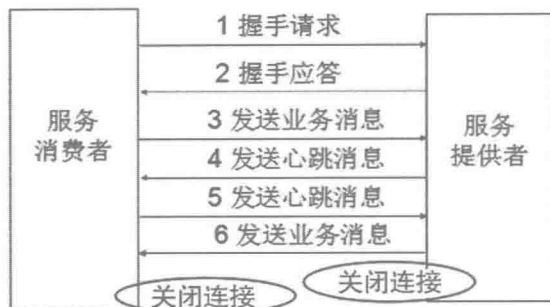 1 握手请求
2 握手应答
服务
消费者
3 发送业务消息
4 发送心跳消息
5 发送心跳消息
6 发送业务消息
服务
提供者
关闭连接
关闭连接